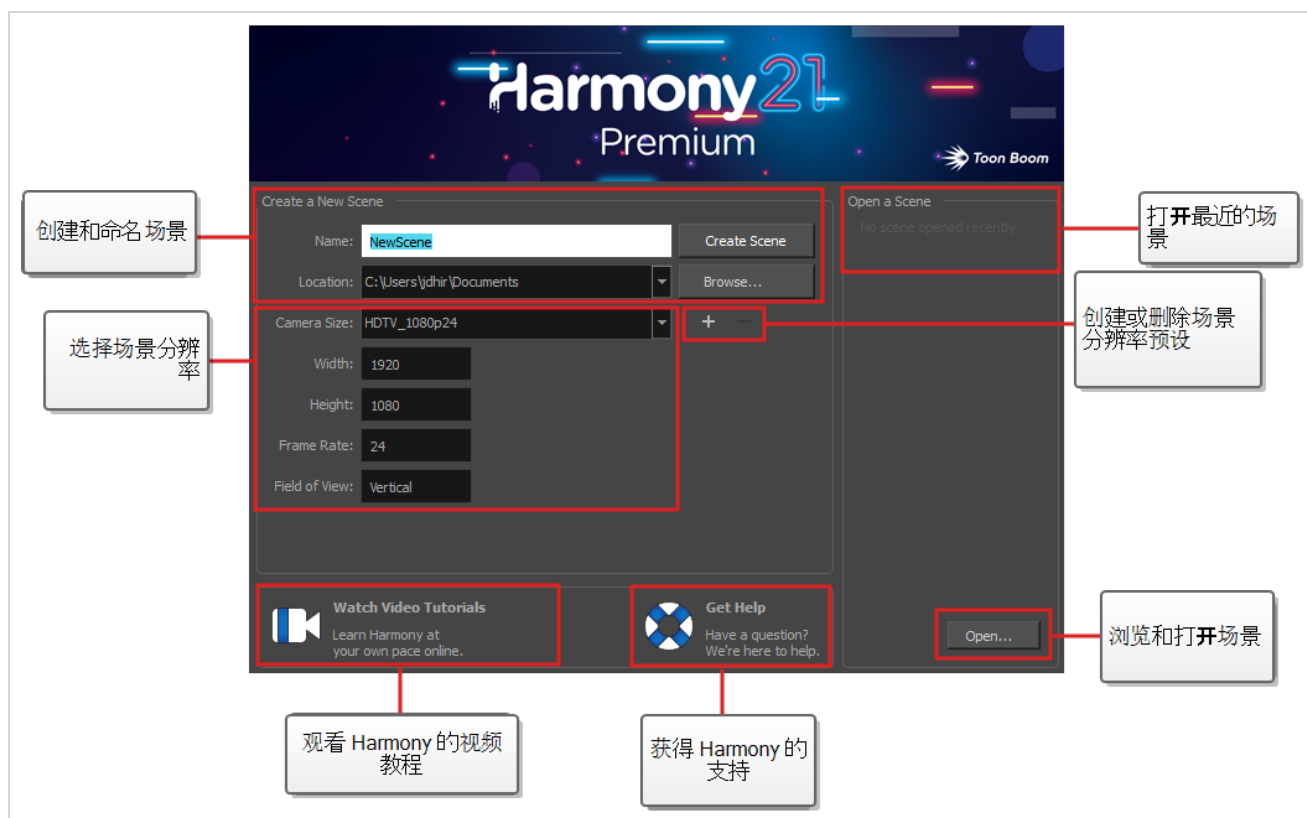 Harmony 21
Premium
Toon Boom
创建和命名场景
Create a New Scene
Name:
NewScene
Create Scene
Location:
C:\Users\jdhir\Documents
Browse...
Open a Scene
No scene opened recently
打开最近的场
景
选择场景分辨
率
Camera Size:
HDTV_1080p24
+ -
Width:
1920
Height:
1080
Frame Rate:
24
Field of View:
Vertical
创建或删除场景
分辨率预设
Watch Video Tutorials
Learn Harmony at
your own pace online.
Get Help
Have a question?
We're here to help.
Open...
浏览和打开场景
观看 Harmony 的视频
教程
获得 Harmony 的
支持